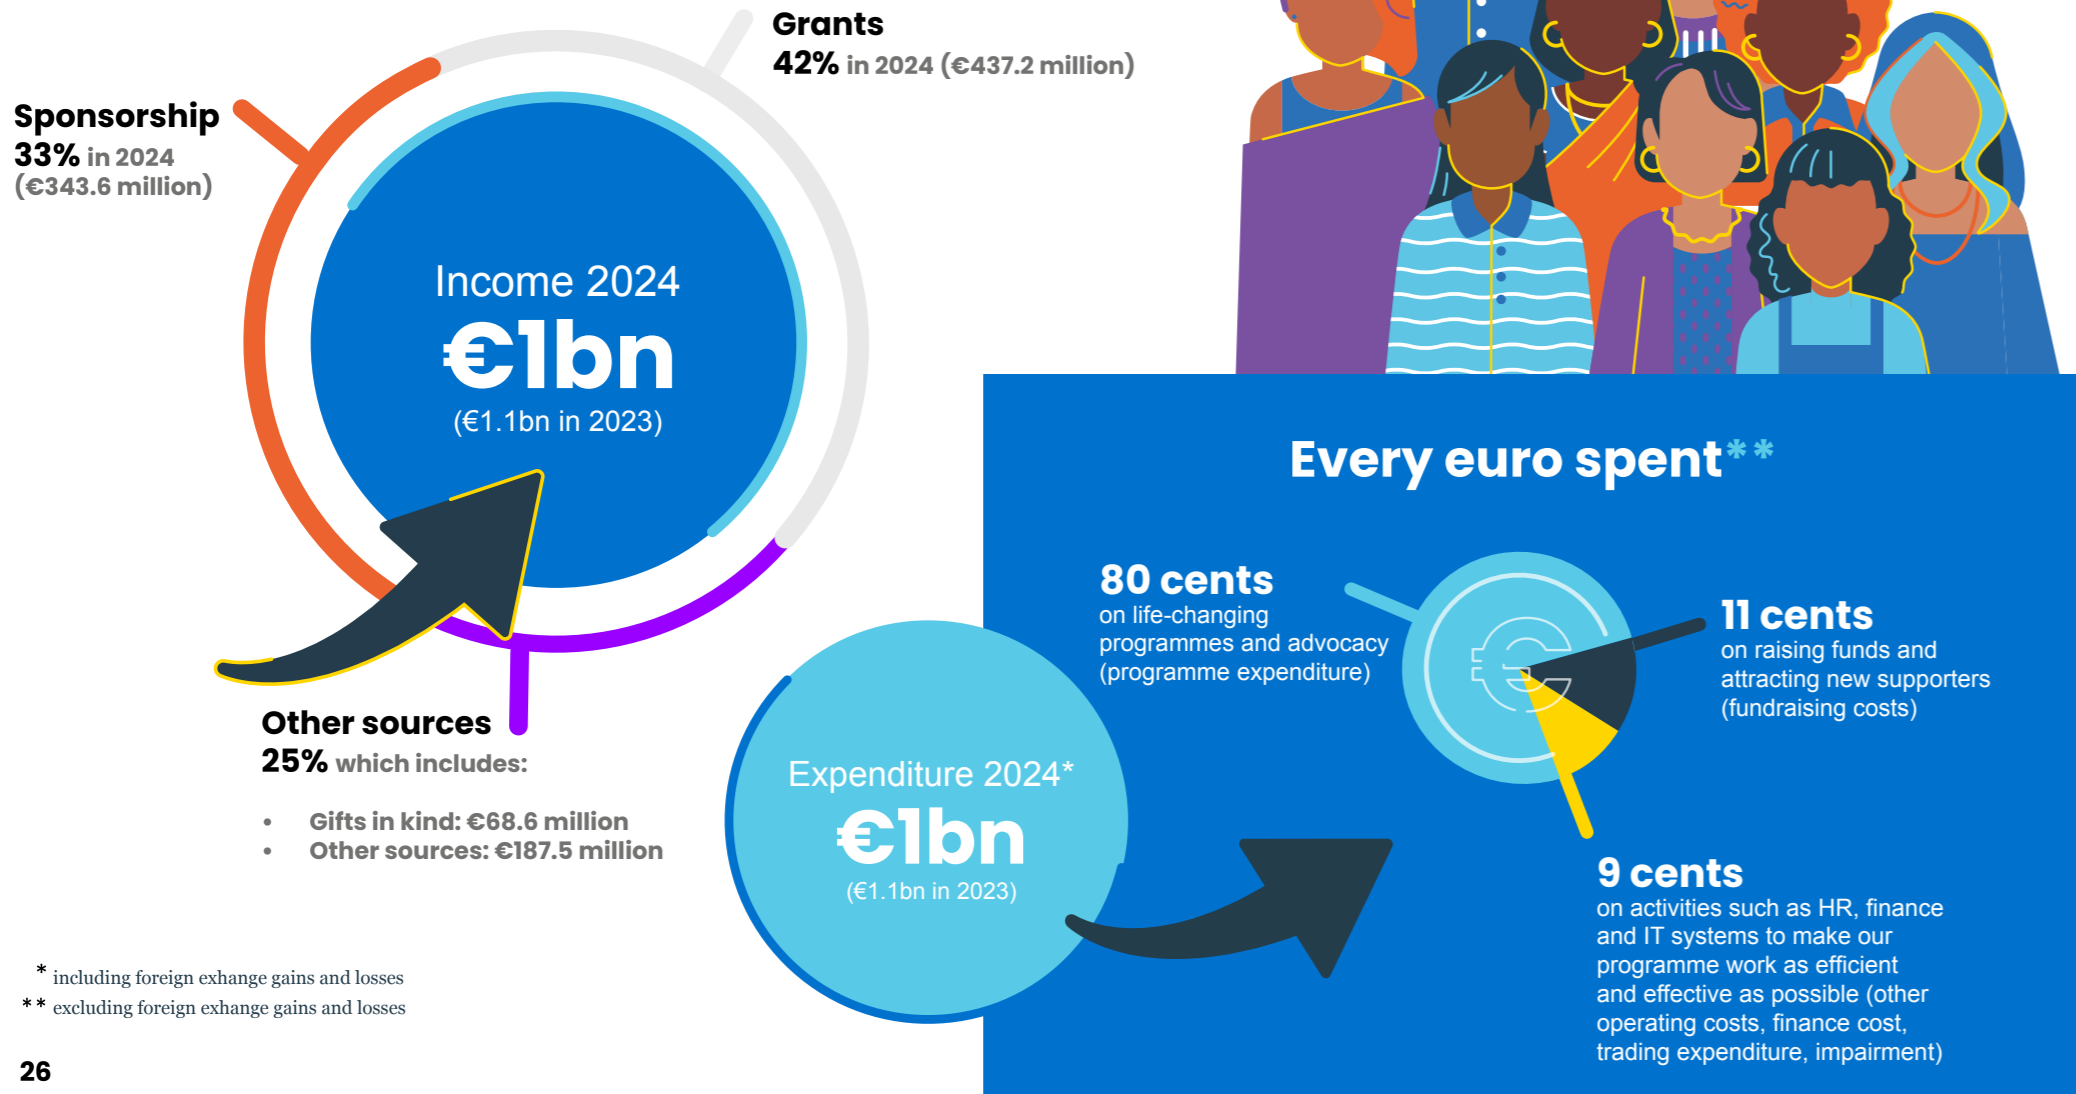 Grants
42% in 2024 (€437.2 million)
Sponsorship
33% in 2024
(€343.6 million)
Income 2024
€1bn
(€1.1bn in 2023)
Other sources
25% which includes:
• Gifts in kind: €68.6 million
• Other sources: €187.5 million
Expenditure 2024*
€1bn
(€1.1bn in 2023)
Every euro spent**
80 cents
on life-changing
programmes and advocacy
(programme expenditure)
11 cents
on raising funds and
attracting new supporters
(fundraising costs)
9 cents
on activities such as HR, finance
and IT systems to make our
programme work as efficient
and effective as possible (other
operating costs, finance cost,
trading expenditure, impairment)
* including foreign exhange gains and losses
** excluding foreign exhange gains and losses
26